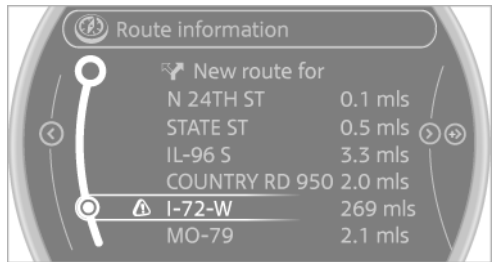 Route information
New route for
N 24TH ST 0.1 mls
STATE ST 0.5 mls
IL-96 S 3.3 mls
COUNTRY RD 950 2.0 mls
I-72-W 269 mls
MO-79 2.1 mls